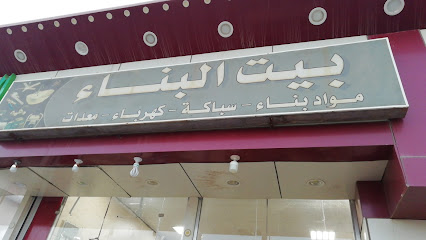 بيت البناء
مواد بناء - سباكة - كهرباء - معدات